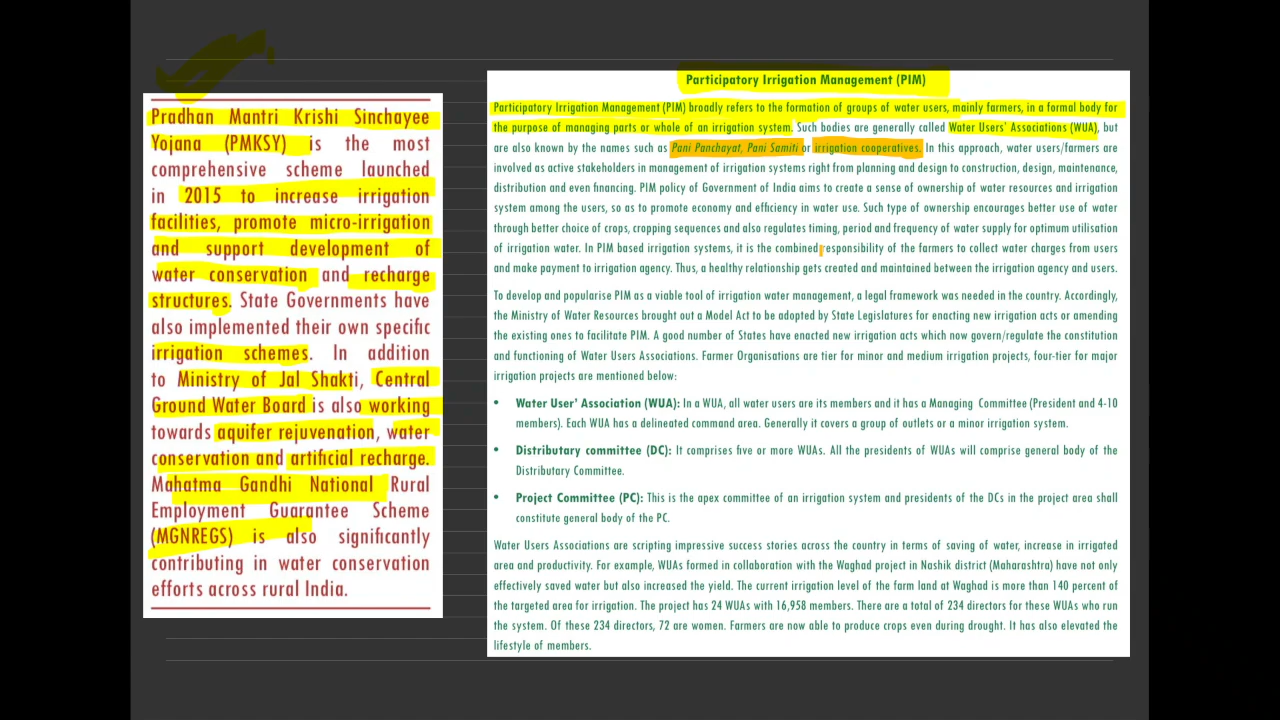 Pradhan Mantri Krishi Sinchayee
Yojana (PMKSY) is the most
comprehensive scheme launched
in 2015 to increase irrigation
facilities, promote micro-irrigation
and support development of
water conservation and recharge
structures. State Governments have
also implemented their own specific
irrigation schemes. In addition
to Ministry of Jal Shakti, Central
Ground Water Board is also working
towards aquifer rejuvenation, water
conservation and artificial recharge.
Mahatma Gandhi National Rural
Employment Guarantee Scheme
(MGNREGS) is also significantly
contributing in water conservation
efforts across rural India.
Participatory Irrigation Management (PIM)
Participatory Irrigation Management (PIM) broadly refers to the formation of groups of water users, mainly farmers, in a formal body for
the purpose of managing parts or whole of an irrigation system. Such bodies are generally called Water Users' Associations (WUA), but
are also known by the names such as Pani Panchayat, Pani Samiti or irrigation cooperatives. In this approach, water users/farmers are
involved as active stakeholders in management of irrigation systems right from planning and design to construction, design, maintenance,
distribution and even financing. PIM policy of Government of India aims to create a sense of ownership of water resources and irrigation
system among the users, so as to promote economy and efficiency in water use. Such type of ownership encourages better use of water
through better choice of crops, cropping sequences and also regulates timing, period and frequency of water supply for optimum utilisation
of irrigation water. In PIM based irrigation systems, it is the combined responsibility of the farmers to collect water charges from users
and make payment to irrigation agency. Thus, a healthy relationship gets created and maintained between the irrigation agency and users.
To develop and popularise PIM as a viable tool of irrigation water management, a legal framework was needed in the country. Accordingly,
the Ministry of Water Resources brought out a Model Act to be adopted by State Legislatures for enacting new irrigation acts or amending
the existing ones to facilitate PIM. A good number of States have enacted new irrigation acts which now govern/regulate the constitution
and functioning of Water Users Associations. Farmer Organisations are tier for minor and medium irrigation projects, four-tier for major
irrigation projects are mentioned below:
• Water User' Association (WUA): In a WUA, all water users are its members and it has a Managing Committee (President and 4-10
members). Each WUA has a delineated command area. Generally it covers a group of outlets or a minor irrigation system.
• Distributary committee (DC): It comprises five or more WUAs. All the presidents of WUAs will comprise general body of the
Distributary Committee.
• Project Committee (PC): This is the apex committee of an irrigation system and presidents of the DCs in the project area shall
constitute general body of the PC.
Water Users Associations are scripting impressive success stories across the country in terms of saving of water, increase in irrigated
area and productivity. For example, WUAs formed in collaboration with the Waghad project in Nashik district (Maharashtra) have not only
effectively saved water but also increased the yield. The current irrigation level of the farm land at Waghad is more than 140 percent of
the targeted area for irrigation. The project has 24 WUAs with 16,958 members. There are a total of 234 directors for these WUAs who run
the system. Of these 234 directors, 72 are women. Farmers are now able to produce crops even during drought. It has also elevated the
lifestyle of members.